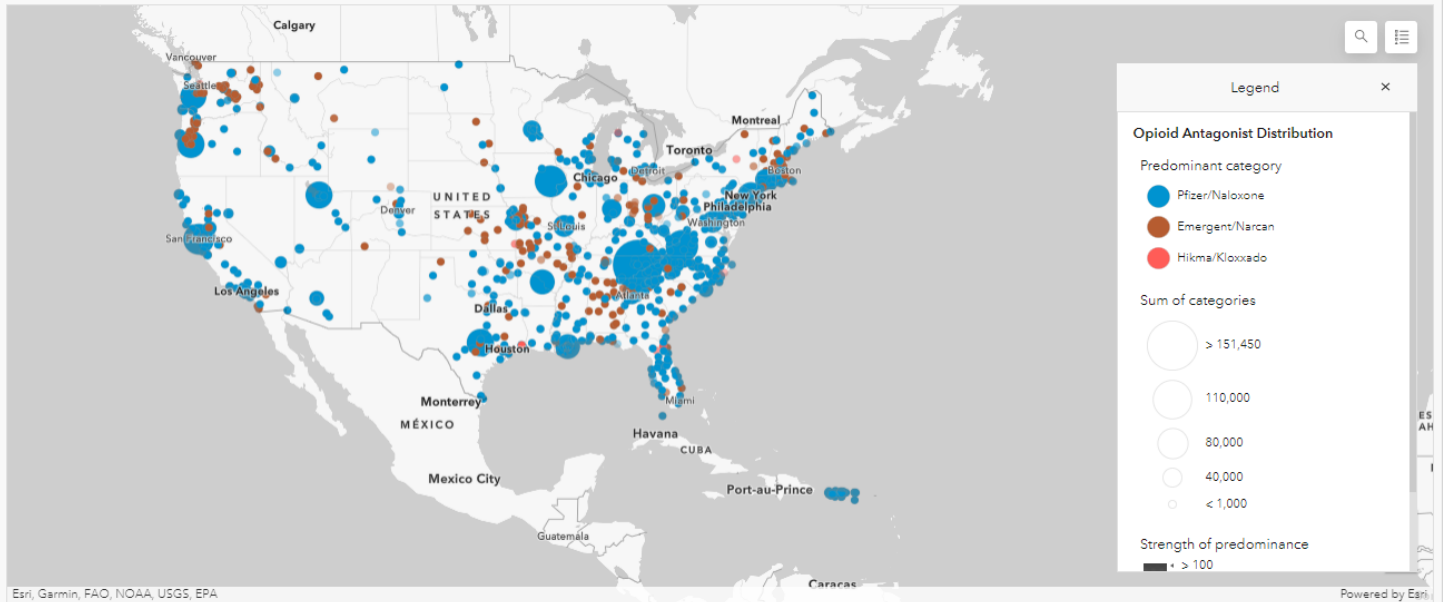 Calgary
Vancouver
Seattle
Montreal
Toronto
Boston
Detroit
Chicago
New York
Philadelphia
UNITED
STATES
Denver
Washington
St Louis
San Francisco
Los Angeles
Atlanta
Dallas
Houston
Monterrey
Miami
MÉXICO
Havana
CUBA
Mexico City
Port-au-Prince
Guatemala
Caracas
Legend
Opioid Antagonist Distribution
Predominant category
Pfizer/Naloxone
Emergent/Narcan
Hikma/Kloxxado
Sum of categories
> 151,450
110,000
80,000
40,000
< 1,000
Strength of predominance
> 100
ES
AH
Esri, Garmin, FAO, NOAA, USGS, EPA
Powered by Esri